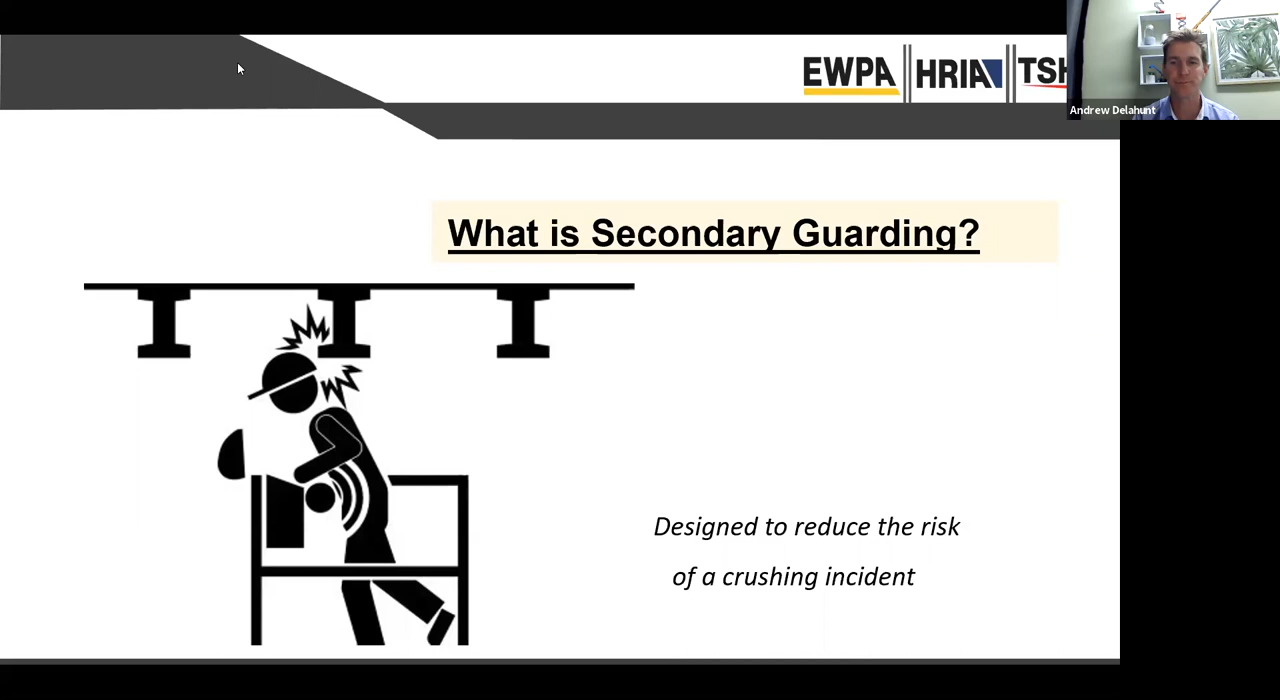 EWPA HRIA TSH
Andrew Delahunt
What is Secondary Guarding?
Designed to reduce the risk
of a crushing incident